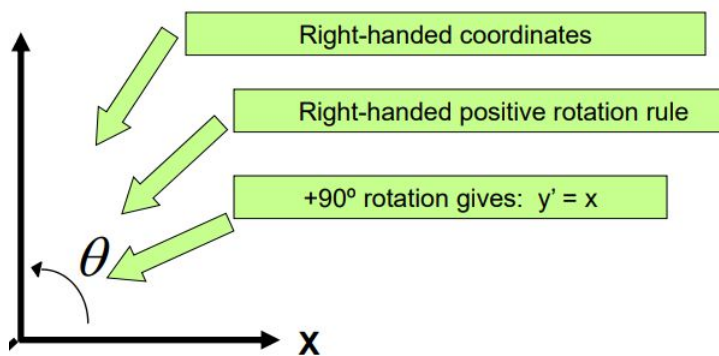 Right-handed coordinates
Right-handed positive rotation rule
+90º rotation gives: y’ = x
θ
X